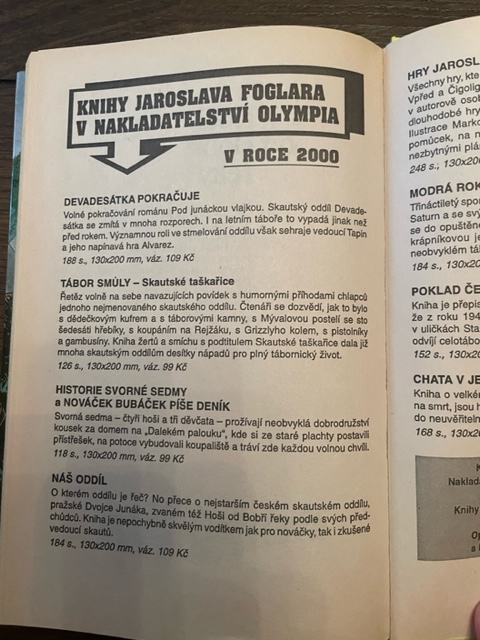 KNIHY JAROSLAVA FOGLARA
V NAKLADATELSTVÍ OLYMPIA
V ROCE 2000
DEVADESÁTKA POKRAČUJE
Volné pokračování románu Pod junáckou vlajkou. Skautský oddíl Devade-
sátka se zmítá v mnoha rozporech. I na letním táboře to vypadá jinak než
před rokem. Významnou roli ve stmelování oddílu však sehraje vedoucí Tapin
a jeho napínavá hra Alvarez.
188 s., 130x200 mm, váz. 109 Kč
TÁBOR SMŮLY – Skautské taškařice
Řetěz volně na sebe navazujících povídek s humornými příhodami chlapců
jednoho nejmenovaného skautského oddílu. Čtenáři se dozvědí, jak to bylo
s dědečkovým kufrem a s táborovými kamny, s Mývalovou postelí se sto
šedesáti hřebíky, s koupáním na Rejžáku, s Grizzlyho kolem, s pistolníky
a gambusíny. Kniha žertů a smíchu s podtitulem Skautské taškařice dala již
mnoha skautským oddílům desítky nápadů pro plný tábornický život.
126 s., 130x200 mm, váz. 99 Kč
HISTORIE SVORNÉ SEDMY
a NOVÁČEK BUBÁČEK PÍŠE DENÍK
Svorná sedma – čtyři hoši a tři děvčata – prožívají neobvyklá dobrodružství
kousek za domem na „Dalekém palouku“, kde si ze staré plachty postavili
přístřešek, na potoce vybudovali koupaliště a tráví zde každou volnou chvíli.
118 s., 130x200 mm, váz. 99 Kč
NÁŠ ODDÍL
O kterém oddílu je řeč? No přece o nejstarším českém skautském oddílu,
pražské Dvojce Junáka, zvaném též Hoši od Bobří řeky podle svých před-
chůdců. Kniha je nepochybně skvělým vodítkem jak pro nováčky, tak i zkušené
vedoucí skautů.
184 s., 130x200 mm, váz. 109 Kč
HRY JAROSL
Všechny hry, kte
Vpřed a Čigolig
v autorově osob
dlouhodobé hry
Ilustrace Marko
pomůcek, na n
nezbytnými plá
248 s., 130x200
MODRÁ ROK
Třináctiletý spor
Saturn a se svý
se do opuštěné
krápníkovou je
neobvyklém tá
184 s., 130x20
POKLAD ČE
Kniha je přepis
že z roku 194
v uličkách Sta
odvíjí celotábo
152 s., 130x20
CHATA V JE
Kniha o velkém
na smrt, jsou h
do neuvěřiteln
168 s., 130x20
K
Naklada
Knihy
Op
a l